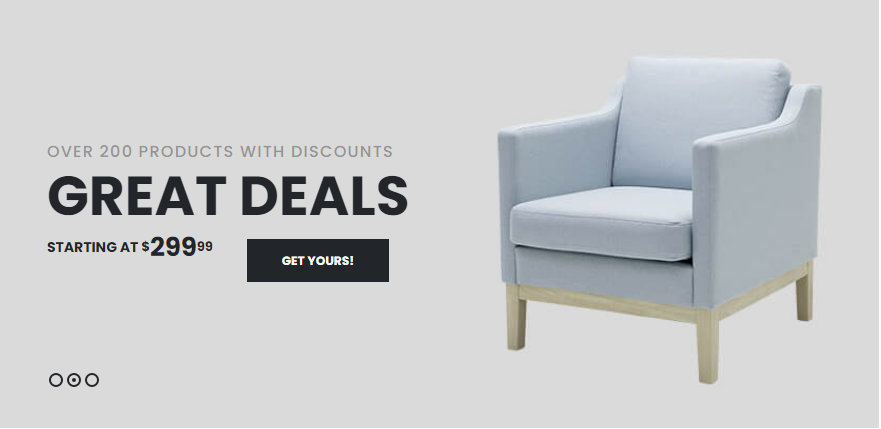 OVER 200 PRODUCTS WITH DISCOUNTS
GREAT DEALS
STARTING AT $29999
GET YOURS!